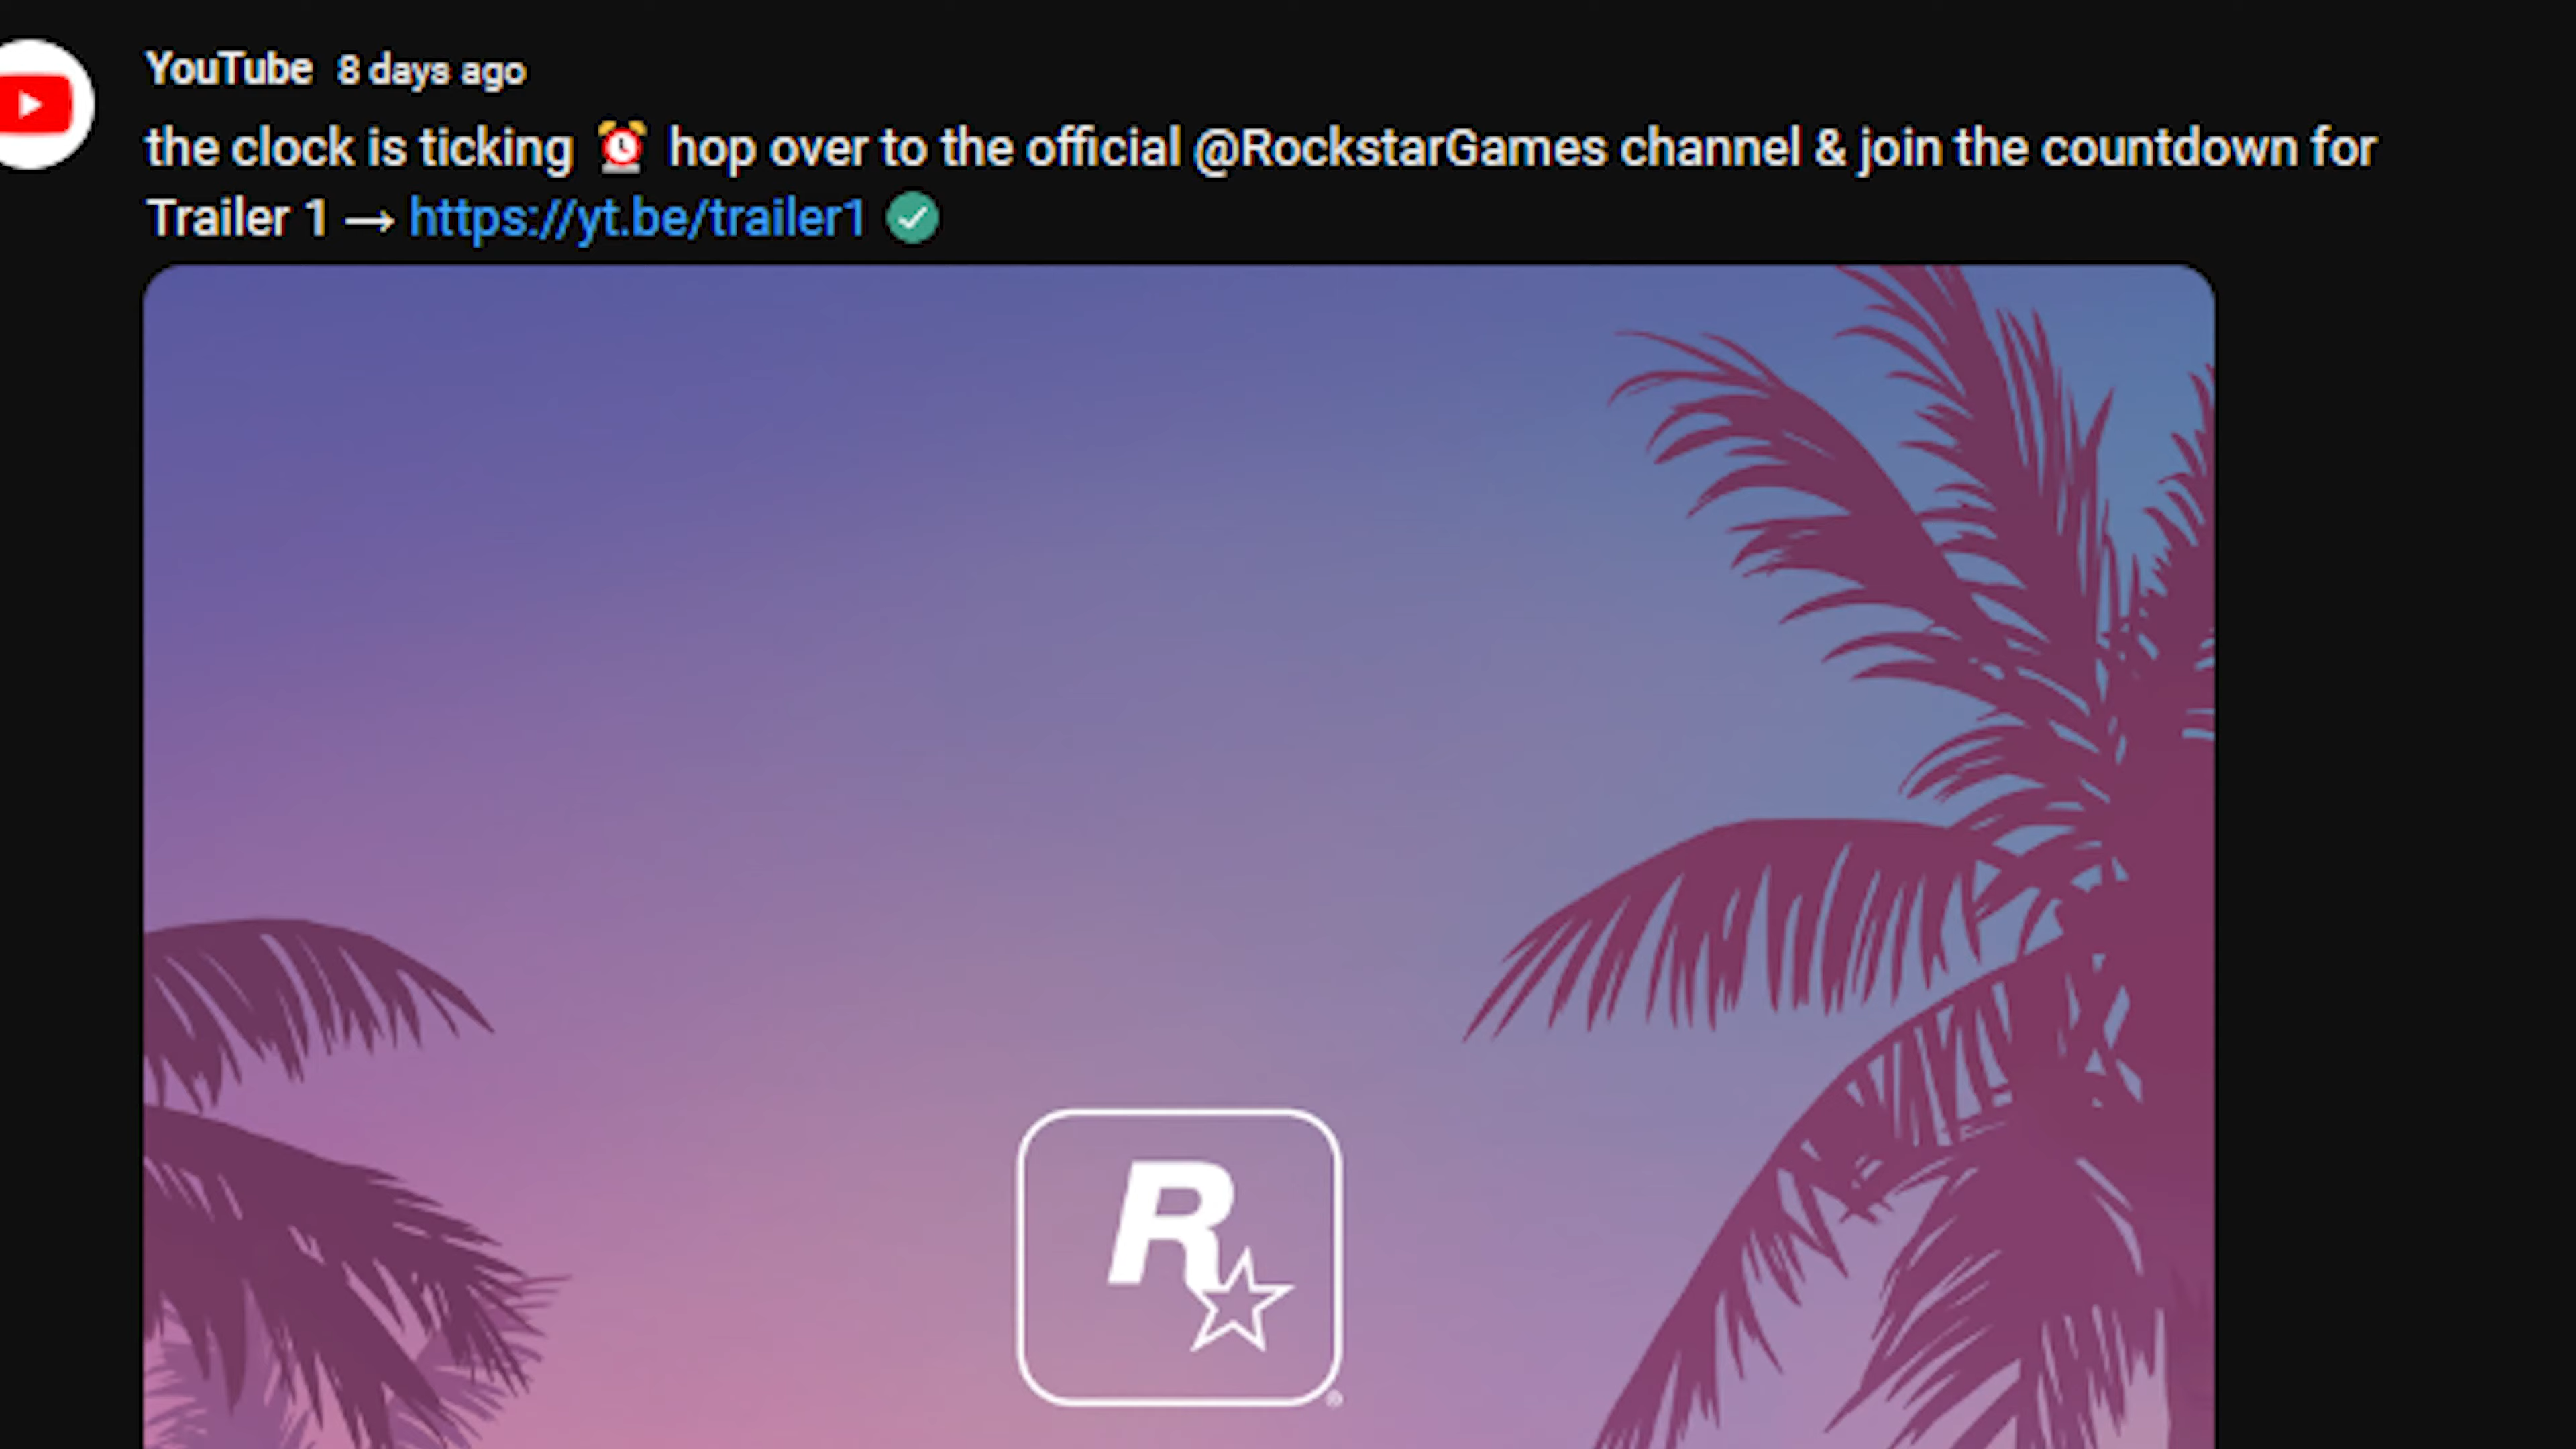 YouTube 8 days ago
the clock is ticking ⏰ hop over to the official @RockstarGames channel & join the countdown for
Trailer 1 → https://yt.be/trailer1
R
®